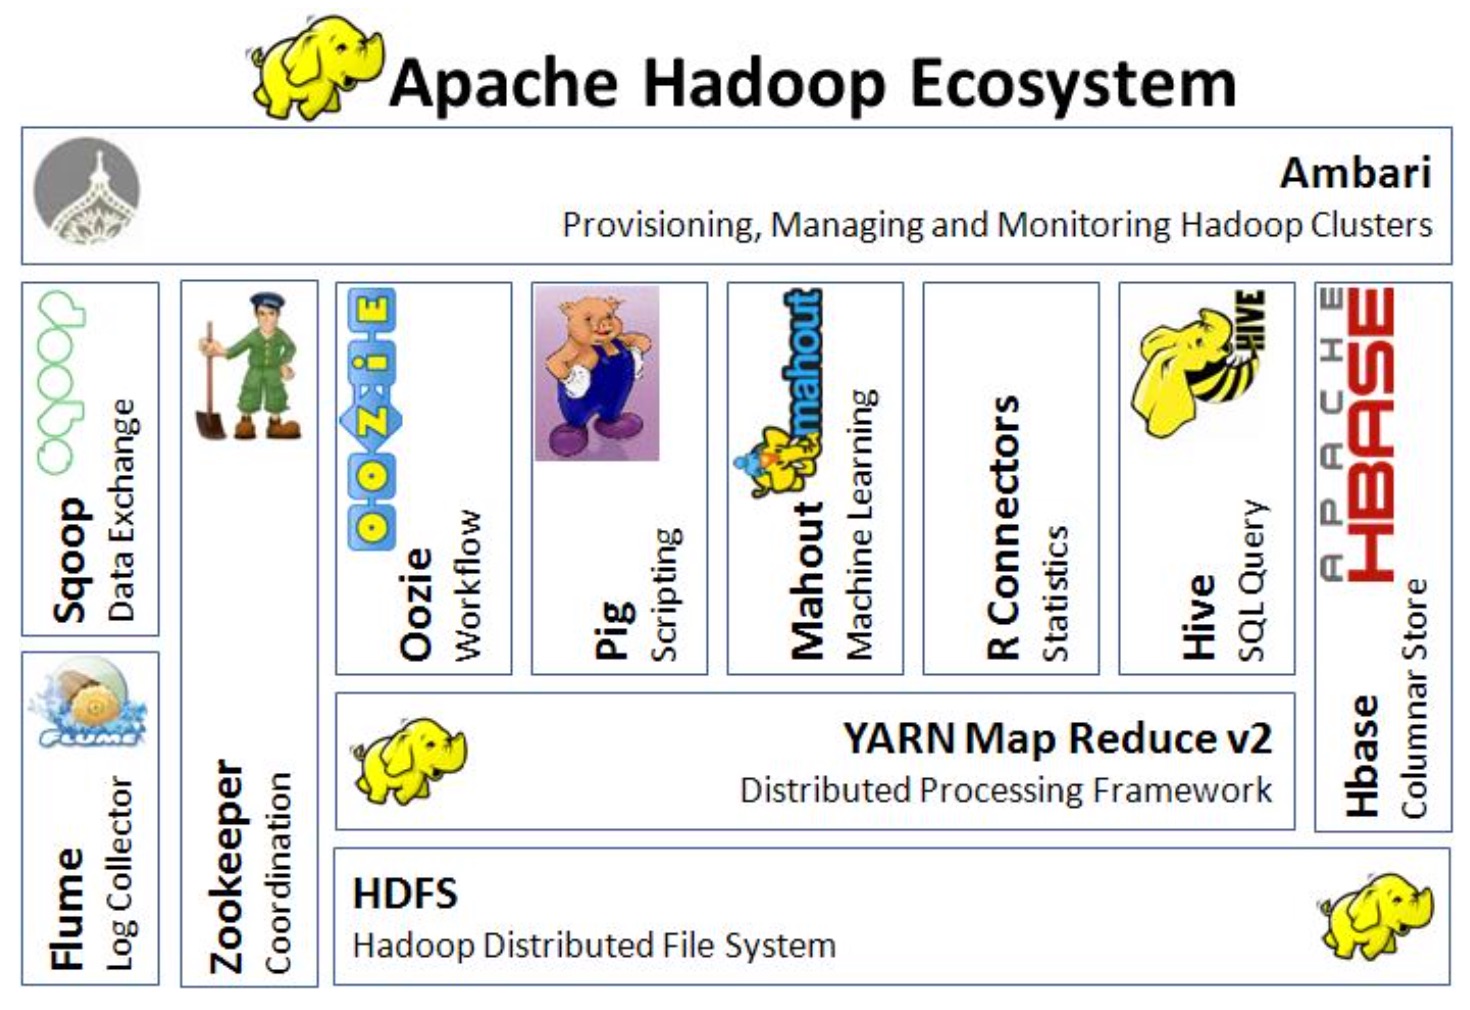 Apache Hadoop Ecosystem
Ambari
Provisioning, Managing and Monitoring Hadoop Clusters
sqoop
Sqoop
Data Exchange
FLUME
Flume
Log Collector
Zookeeper
Coordination
OOZiE
Oozie
Workflow
Pig
Scripting
mahout
Mahout
Machine Learning
R Connectors
Statistics
HIVE
Hive
SQL Query
APACHE
HBASE
Hbase
Columnar Store
YARN Map Reduce v2
Distributed Processing Framework
HDFS
Hadoop Distributed File System